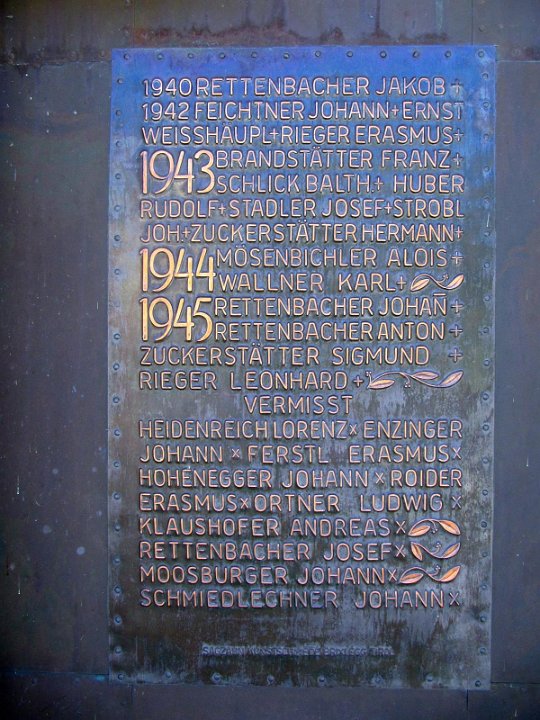 1940 RETTENBACHER JAKOB +
1942 FEICHTNER JOHANN + ERNST
WEISSHAUPL + RIEGER ERASMUS +
1943 BRANDSTÄTTER FRANZ +
SCHLICK BALTH. + HUBER
RUDOLF + STADLER JOSEF + STROBL
JOH. + ZUCKERSTÄTTER HERMANN +
1944 MÖSENBICHLER ALOIS +
WALLNER KARL +
1945 RETTENBACHER JOHAN̄ +
RETTENBACHER ANTON +
ZUCKERSTÄTTER SIGMUND +
RIEGER LEONHARD +
VERMISST
HEIDENREICH LORENZ x ENZINGER
JOHANN x FERSTL ERASMUS x
HOHENEGGER JOHANN x ROIDER
ERASMUS x ORTNER LUDWIG x
KLAUSHOFER ANDREAS x
RETTENBACHER JOSEF x
MOOSBURGER JOHANN x
SCHMIEDLECHNER JOHANN x
BRIXLEGG TIROL